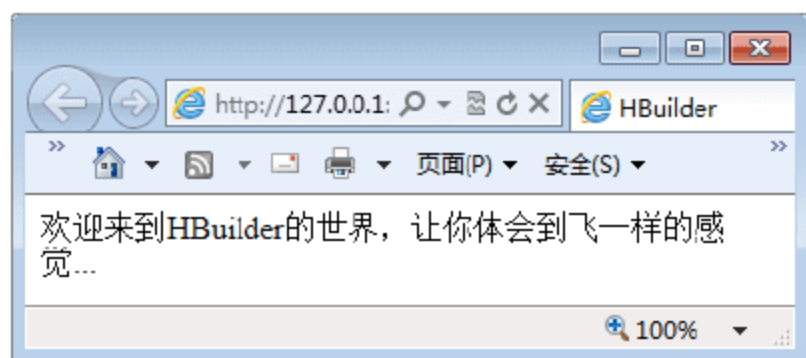 http://127.0.0.1:
HBuilder
页面(P)
安全(S)
欢迎来到HBuilder的世界，让你体会到飞一样的感
觉...
100%